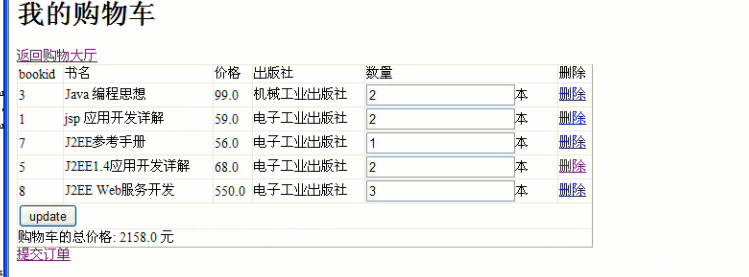 我的购物车
返回购物大厅
bookid 书名 价格 出版社 数量 删除
3 Java 编程思想 99.0 机械工业出版社 2 本 删除
1 jsp 应用开发详解 59.0 电子工业出版社 2 本 删除
7 J2EE参考手册 56.0 电子工业出版社 1 本 删除
5 J2EE1.4应用开发详解 68.0 电子工业出版社 2 本 删除
8 J2EE Web服务开发 550.0 电子工业出版社 3 本 删除
update
购物车的总价格: 2158.0 元
提交订单